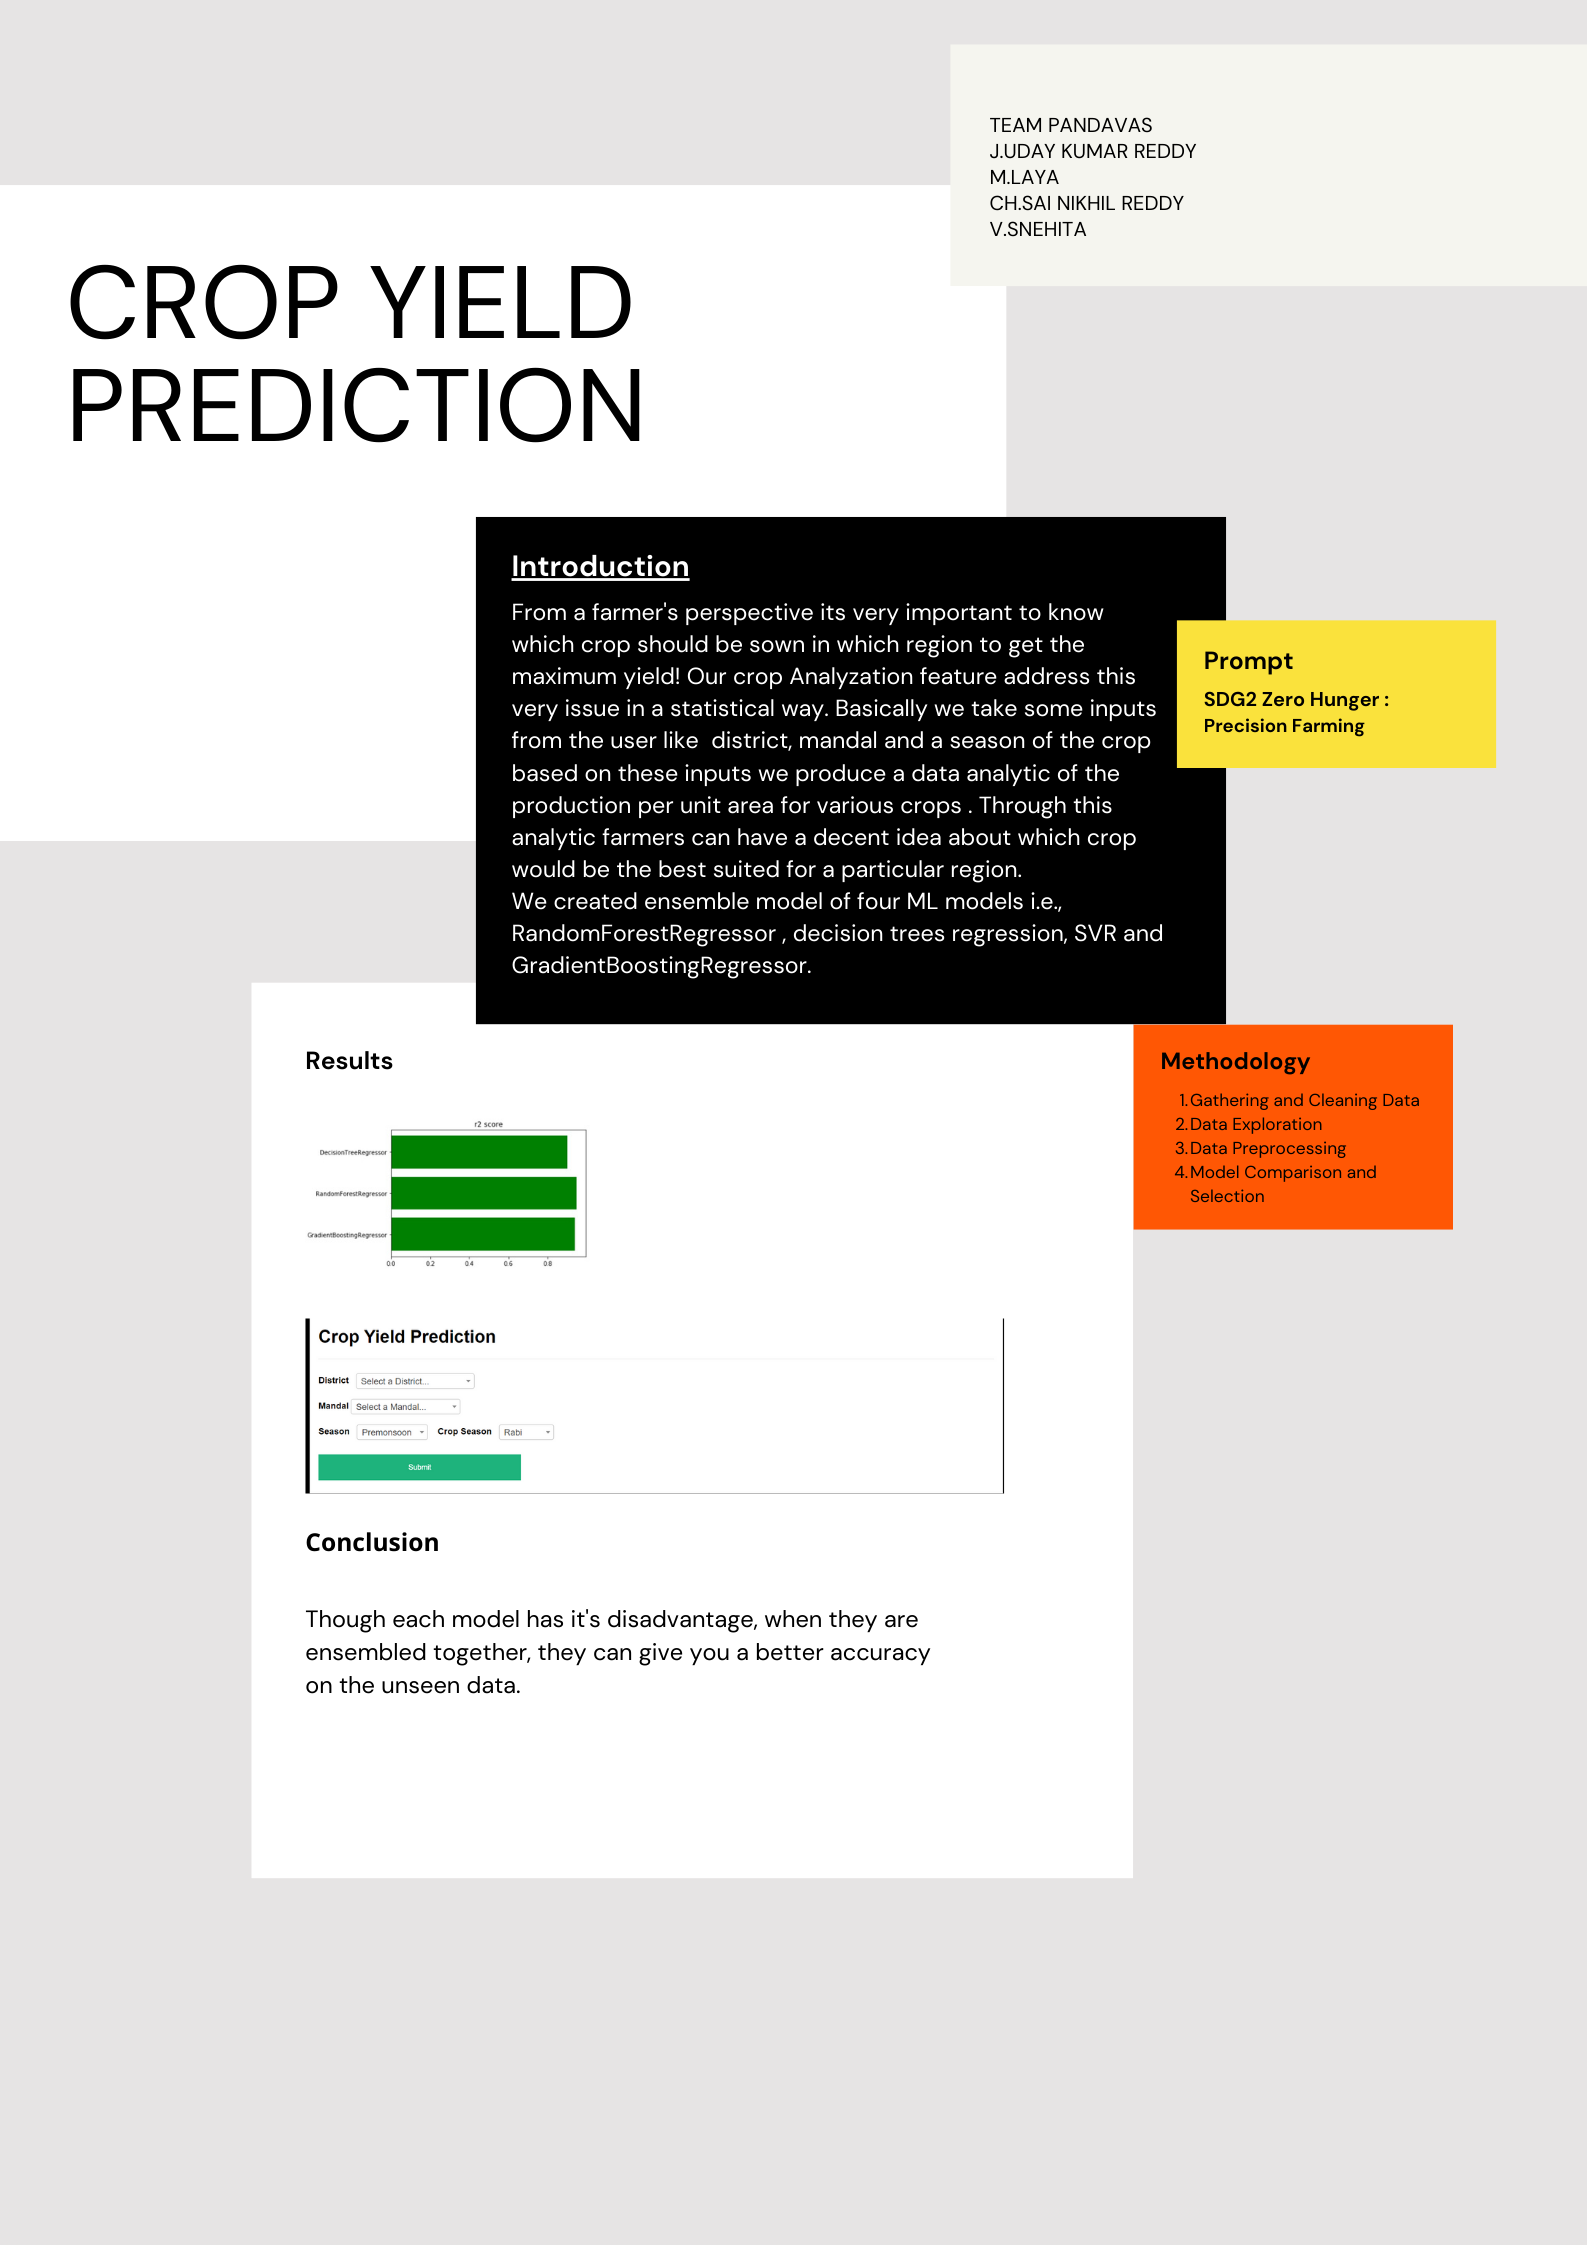 TEAM PANDAVAS
J.UDAY KUMAR REDDY
M.LAYA
CH.SAI NIKHIL REDDY
V.SNEHITA
CROP YIELD
PREDICTION
Introduction
From a farmer's perspective its very important to know
which crop should be sown in which region to get the
maximum yield! Our crop Analyzation feature address this
very issue in a statistical way. Basically we take some inputs
from the user like  district, mandal and a season of the crop
based on these inputs we produce a data analytic of the
production per unit area for various crops . Through this
analytic farmers can have a decent idea about which crop
would be the best suited for a particular region.
We created ensemble model of four ML models i.e.,
RandomForestRegressor , decision trees regression, SVR and
GradientBoostingRegressor.
Prompt
SDG2 Zero Hunger :
Precision Farming
Results
r2 score
DecisionTreeRegressor
RandomForestRegressor
GradientBoostingRegressor
0.0 0.2 0.4 0.6 0.8
Methodology
1.Gathering and Cleaning Data
2.Data Exploration
3.Data Preprocessing
4.Model Comparison and
Selection
Crop Yield Prediction
District Select a District...
Mandal Select a Mandal...
Season Premonsoon Crop Season Rabi
Submit
Conclusion
Though each model has it's disadvantage, when they are
ensembled together, they can give you a better accuracy
on the unseen data.